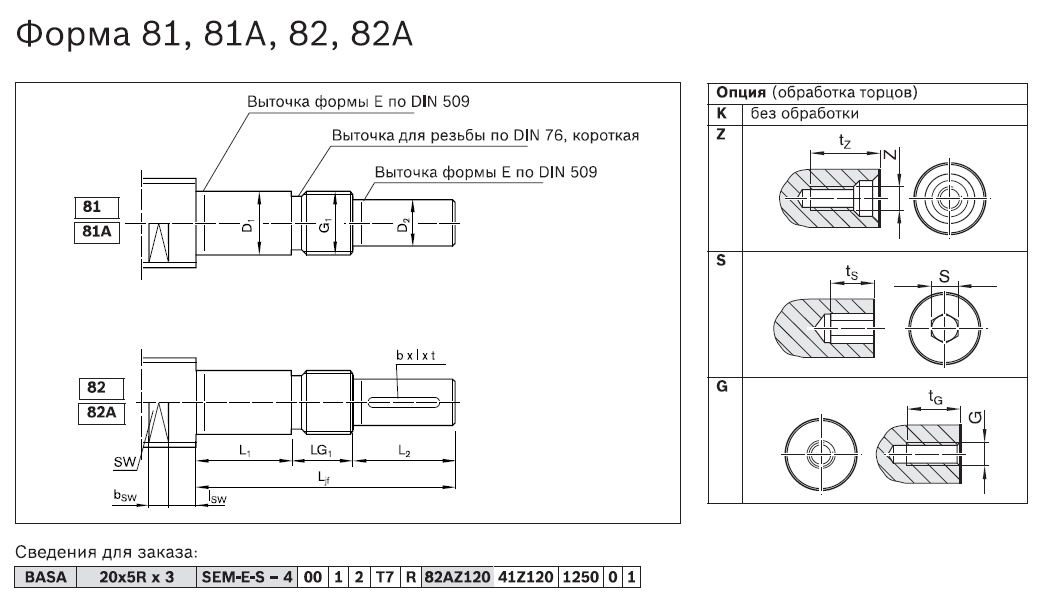 Форма 81, 81A, 82, 82A
Выточка формы E по DIN 509
Выточка для резьбы по DIN 76, короткая
Выточка формы E по DIN 509
81
81A
D1
G1
D2
82
82A
b x l x t
SW
L1
LG1
L2
Ljf
bSW
lSW
Опция (обработка торцов)
K без обработки
Z
tZ
Z
S
tS
S
G
tG
G
Сведения для заказа:
BASA 20x5R x 3 SEM-E-S – 4 00 1 2 T7 R 82AZ120 41Z120 1250 0 1